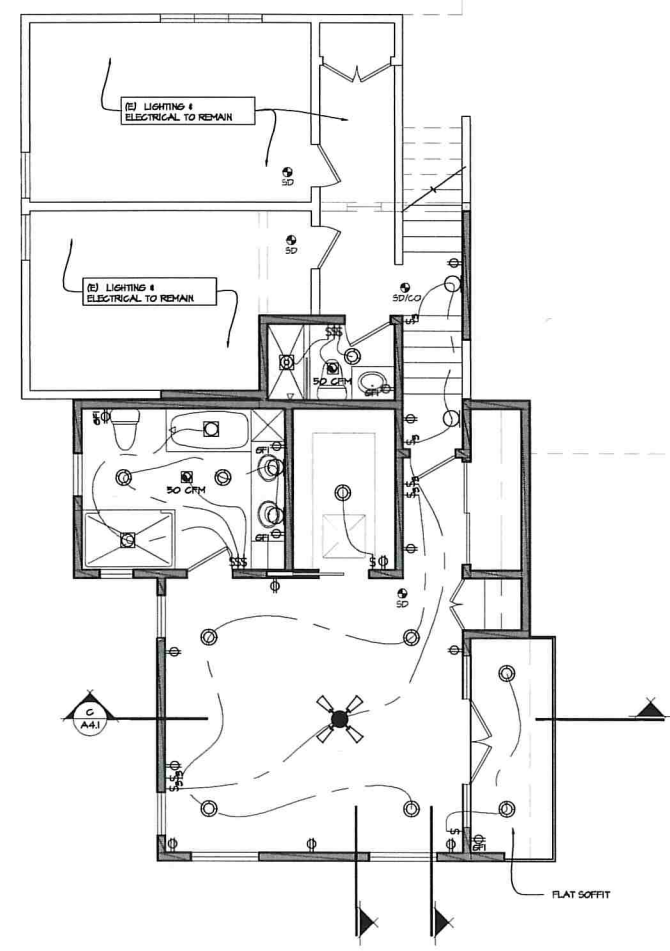 (E) LIGHTING &
ELECTRICAL TO REMAIN
SD
SD
(E) LIGHTING &
ELECTRICAL TO REMAIN
SD/CO
$
$$$
50 CFM
GFI
GFI
GFI
50 CFM
GFI
$$$
$
SD
C
A4.1
$
GFI
FLAT SOFFIT